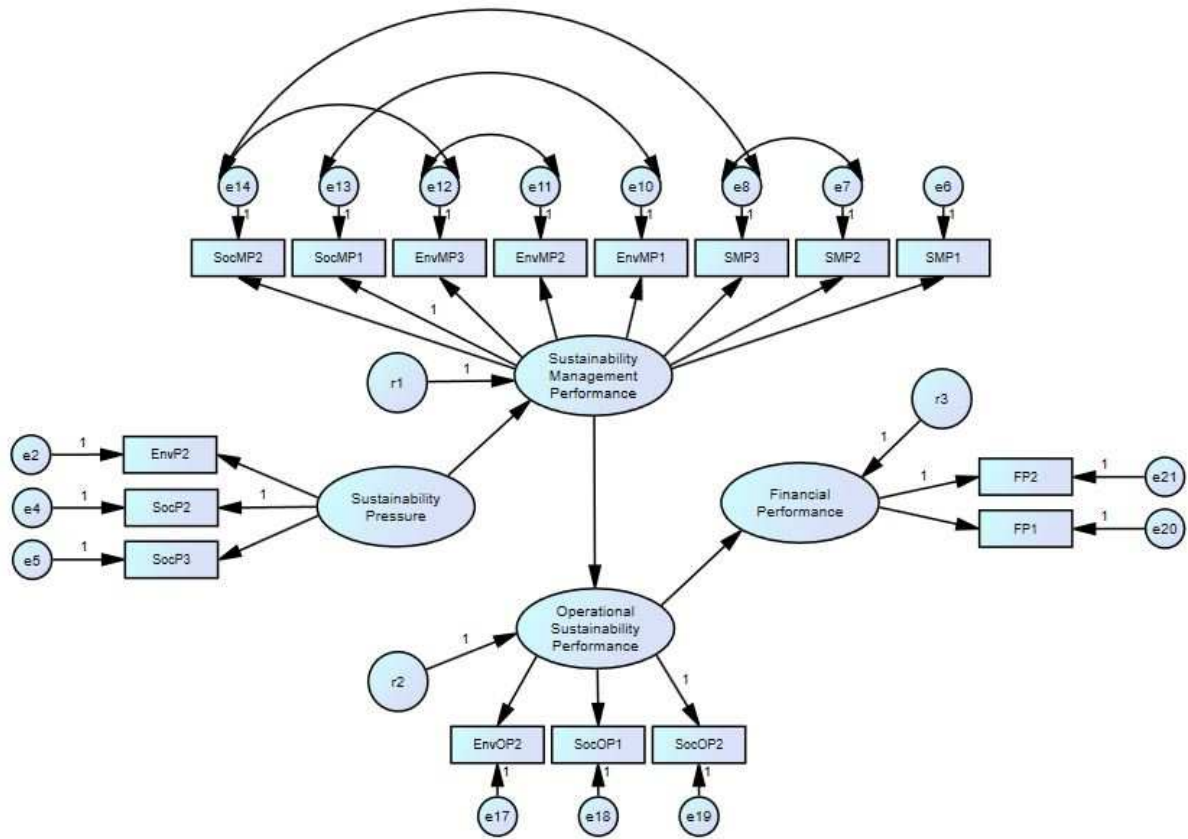 e14
e13
e12
e11
e10
e8
e7
e6
1
1
1
1
1
1
1
1
SocMP2
SocMP1
EnvMP3
EnvMP2
EnvMP1
SMP3
SMP2
SMP1
1
Sustainability
Management
Performance
r1
1
r3
1
e2
1
EnvP2
e4
1
SocP2
1
e5
1
SocP3
Sustainability
Pressure
Financial
Performance
1
FP2
1
e21
FP1
1
e20
Operational
Sustainability
Performance
r2
1
1
EnvOP2
SocOP1
SocOP2
1
1
1
e17
e18
e19